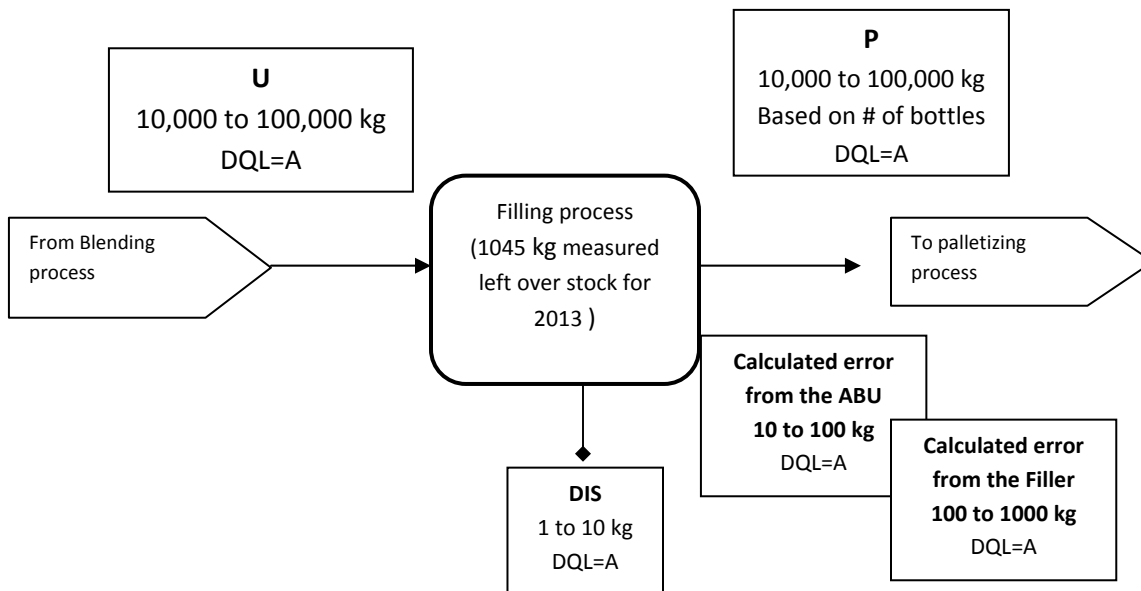 U
10,000 to 100,000 kg
DQL=A
P
10,000 to 100,000 kg
Based on # of bottles
DQL=A
From Blending
process
Filling process
(1045 kg measured
left over stock for
2013 )
To palletizing
process
Calculated error
from the ABU
10 to 100 kg
DQL=A
Calculated error
from the Filler
100 to 1000 kg
DQL=A
DIS
1 to 10 kg
DQL=A